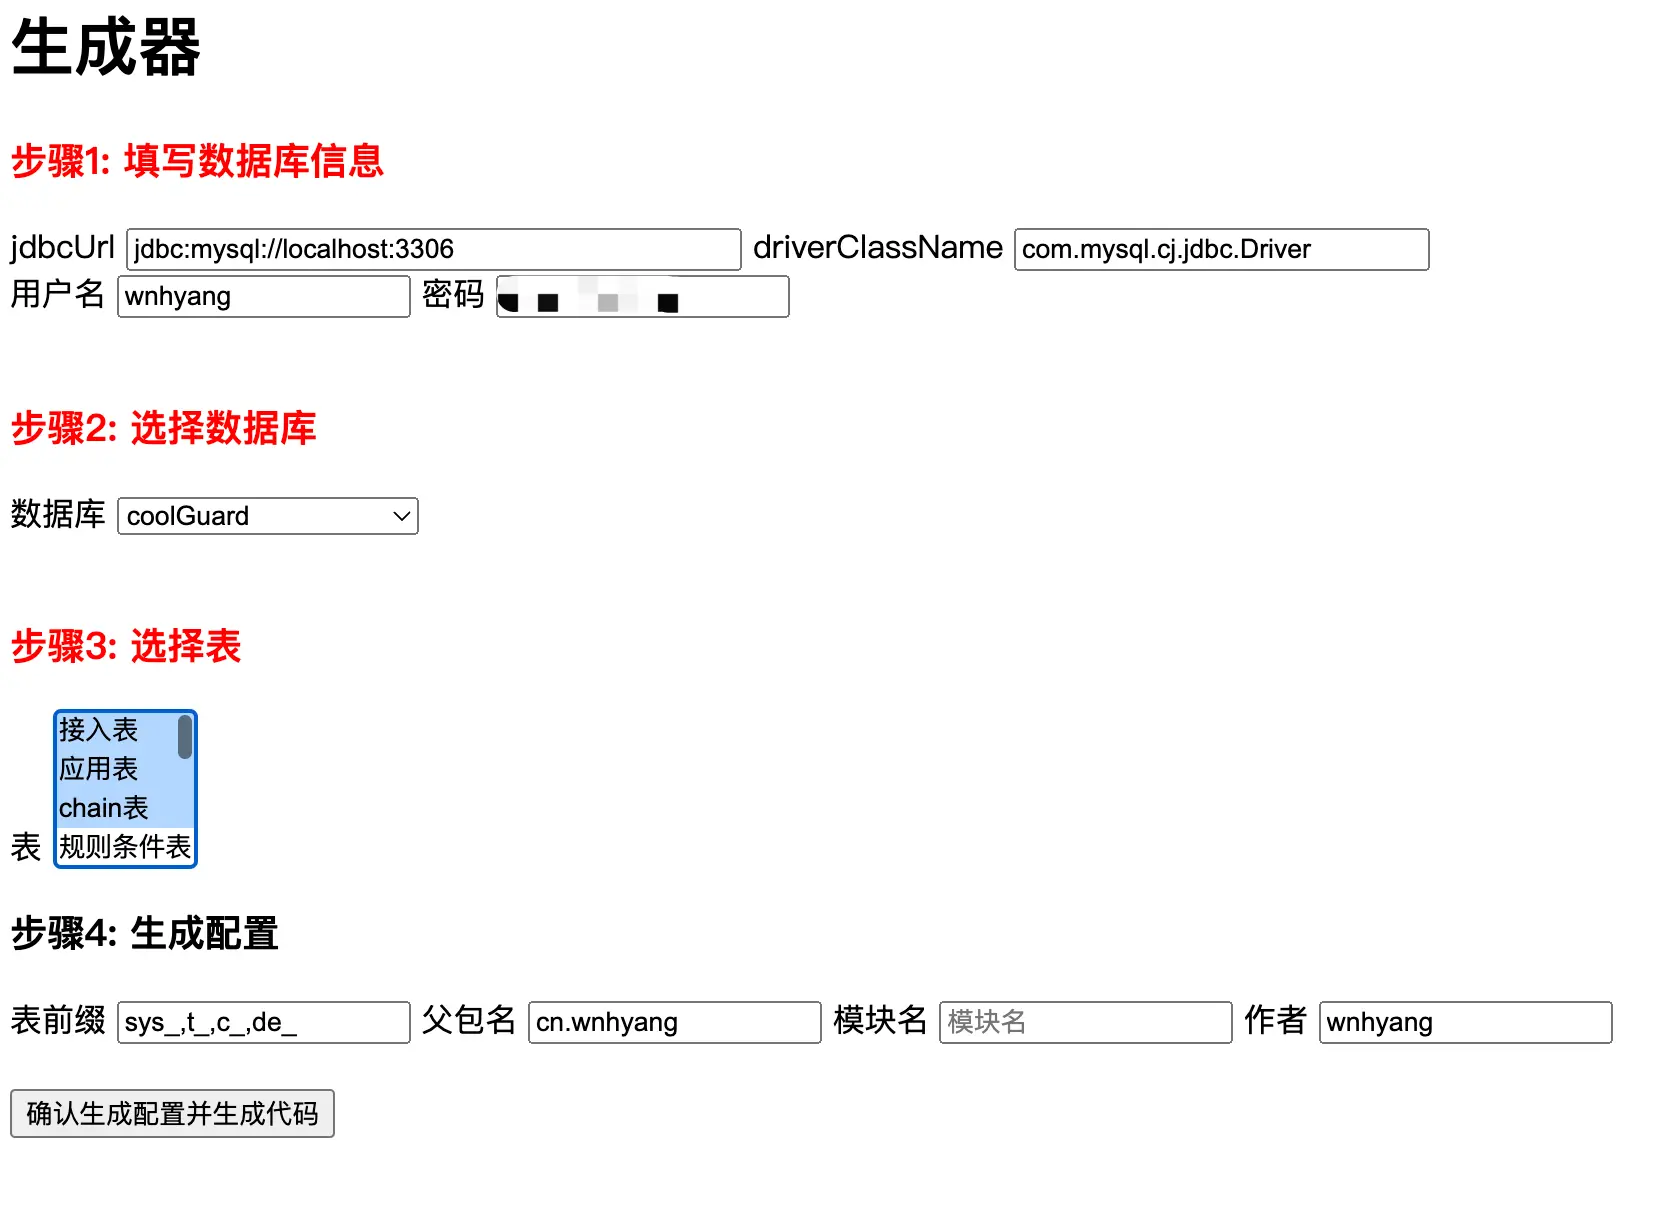 生成器
步骤1: 填写数据库信息
jdbcUrl jdbc:mysql://localhost:3306 driverClassName com.mysql.cj.jdbc.Driver
用户名 wnhyang 密码
步骤2: 选择数据库
数据库 coolGuard
步骤3: 选择表
接入表
应用表
chain表
表 规则条件表
步骤4: 生成配置
表前缀 sys_,t_,c_,de_ 父包名 cn.wnhyang 模块名 模块名 作者 wnhyang
确认生成配置并生成代码